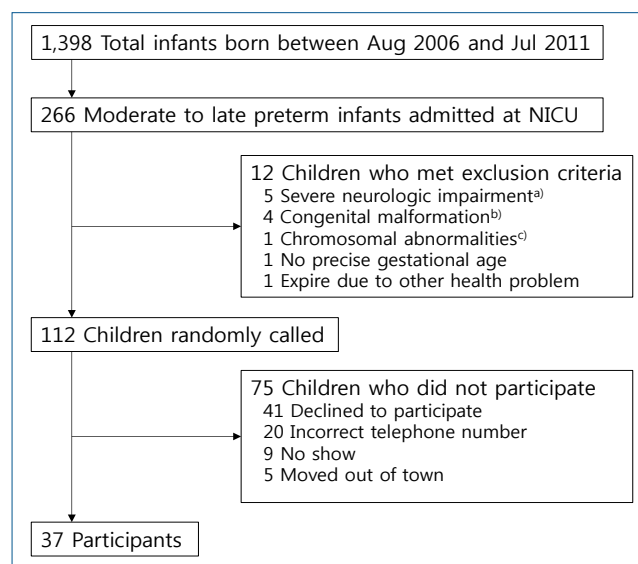 1,398 Total infants born between Aug 2006 and Jul 2011
266 Moderate to late preterm infants admitted at NICU
12 Children who met exclusion criteria
5 Severe neurologic impairment a)
4 Congenital malformation b)
1 Chromosomal abnormalities c)
1 No precise gestational age
1 Expire due to other health problem
112 Children randomly called
75 Children who did not participate
41 Declined to participate
20 Incorrect telephone number
9 No show
5 Moved out of town
37 Participants